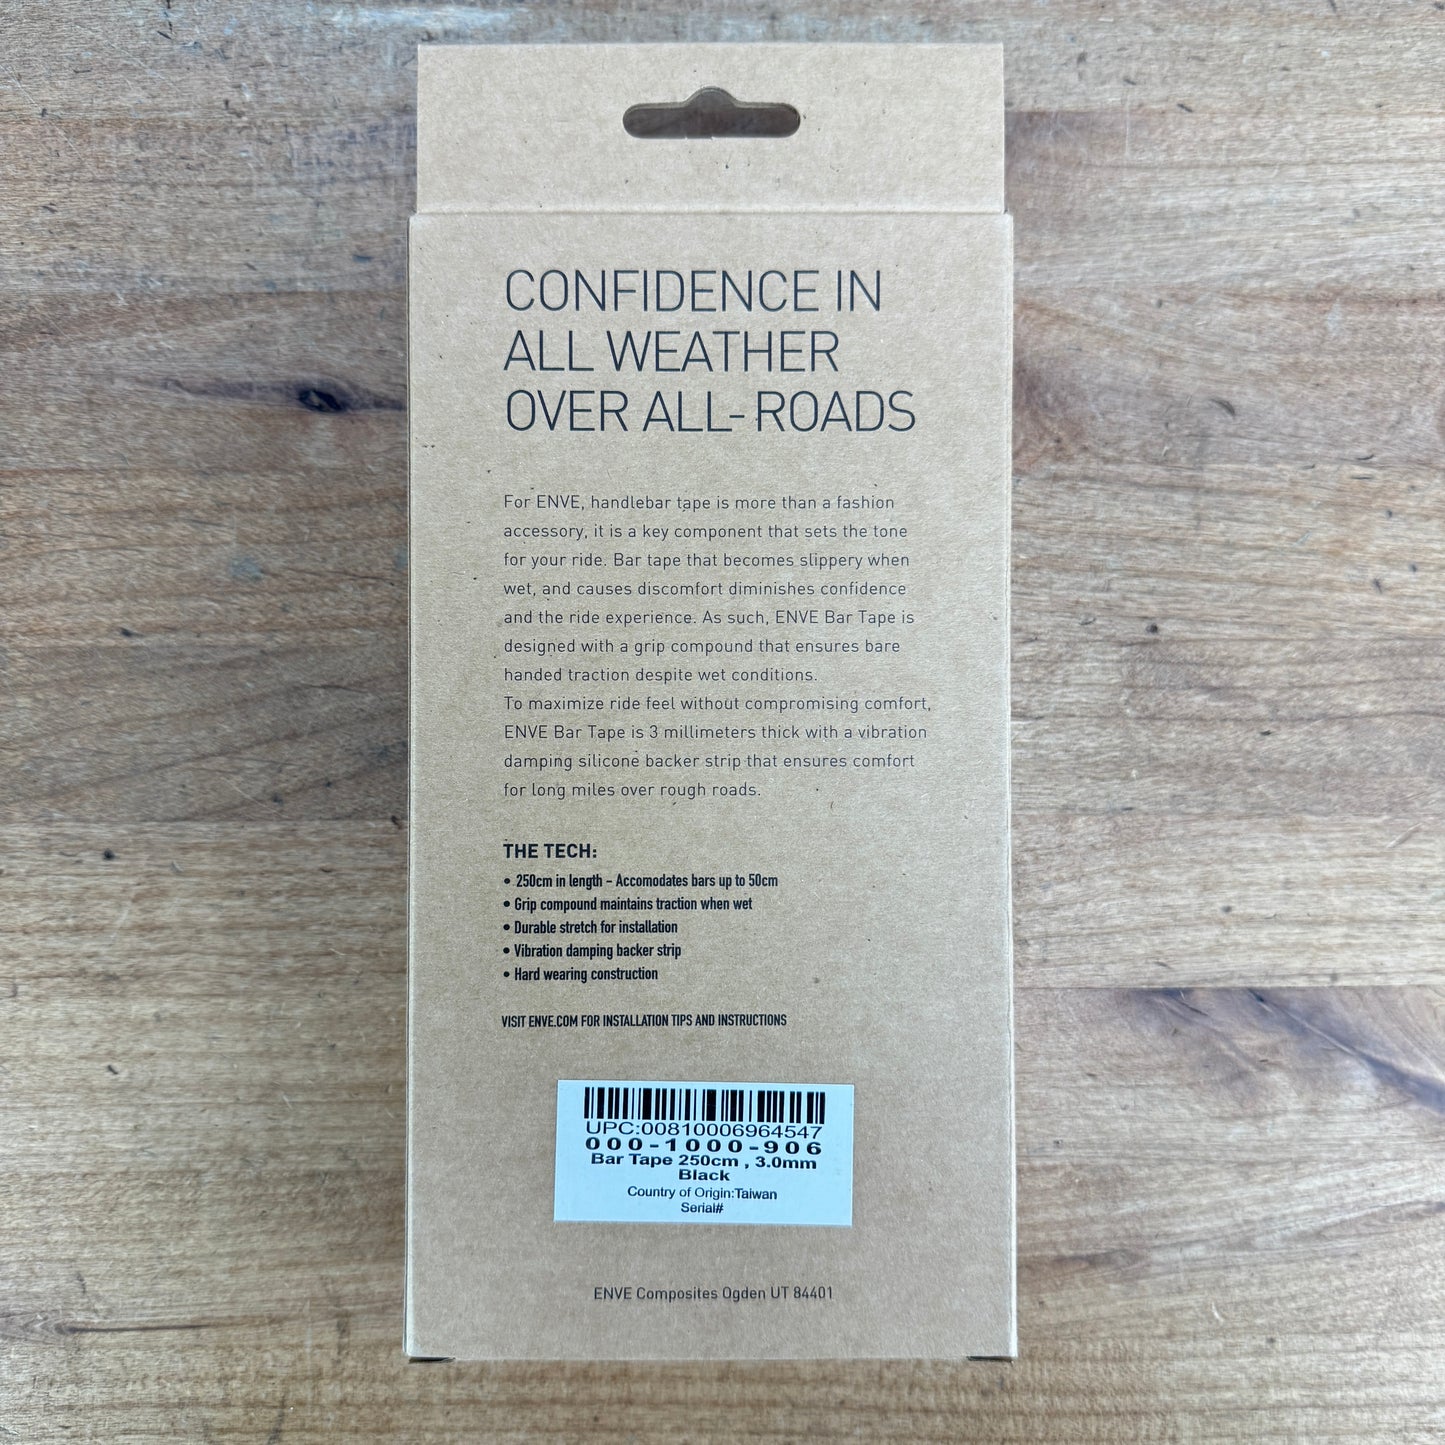 CONFIDENCE IN
ALL WEATHER
OVER ALL-ROADS
For ENVE, handlebar tape is more than a fashion
accessory, it is a key component that sets the tone
for your ride. Bar tape that becomes slippery when
wet, and causes discomfort diminishes confidence
and the ride experience. As such, ENVE Bar Tape is
designed with a grip compound that ensures bare
handed traction despite wet conditions.
To maximize ride feel without compromising comfort,
ENVE Bar Tape is 3 millimeters thick with a vibration
damping silicone backer strip that ensures comfort
for long miles over rough roads.
THE TECH:
• 250cm in length – Accomodates bars up to 50cm
• Grip compound maintains traction when wet
• Durable stretch for installation
• Vibration damping backer strip
• Hard wearing construction
VISIT ENVE.COM FOR INSTALLATION TIPS AND INSTRUCTIONS
UPC:00810006964547
000-1000-906
Bar Tape 250cm , 3.0mm
Black
Country of Origin:Taiwan
Serial#
ENVE Composites Ogden UT 84401